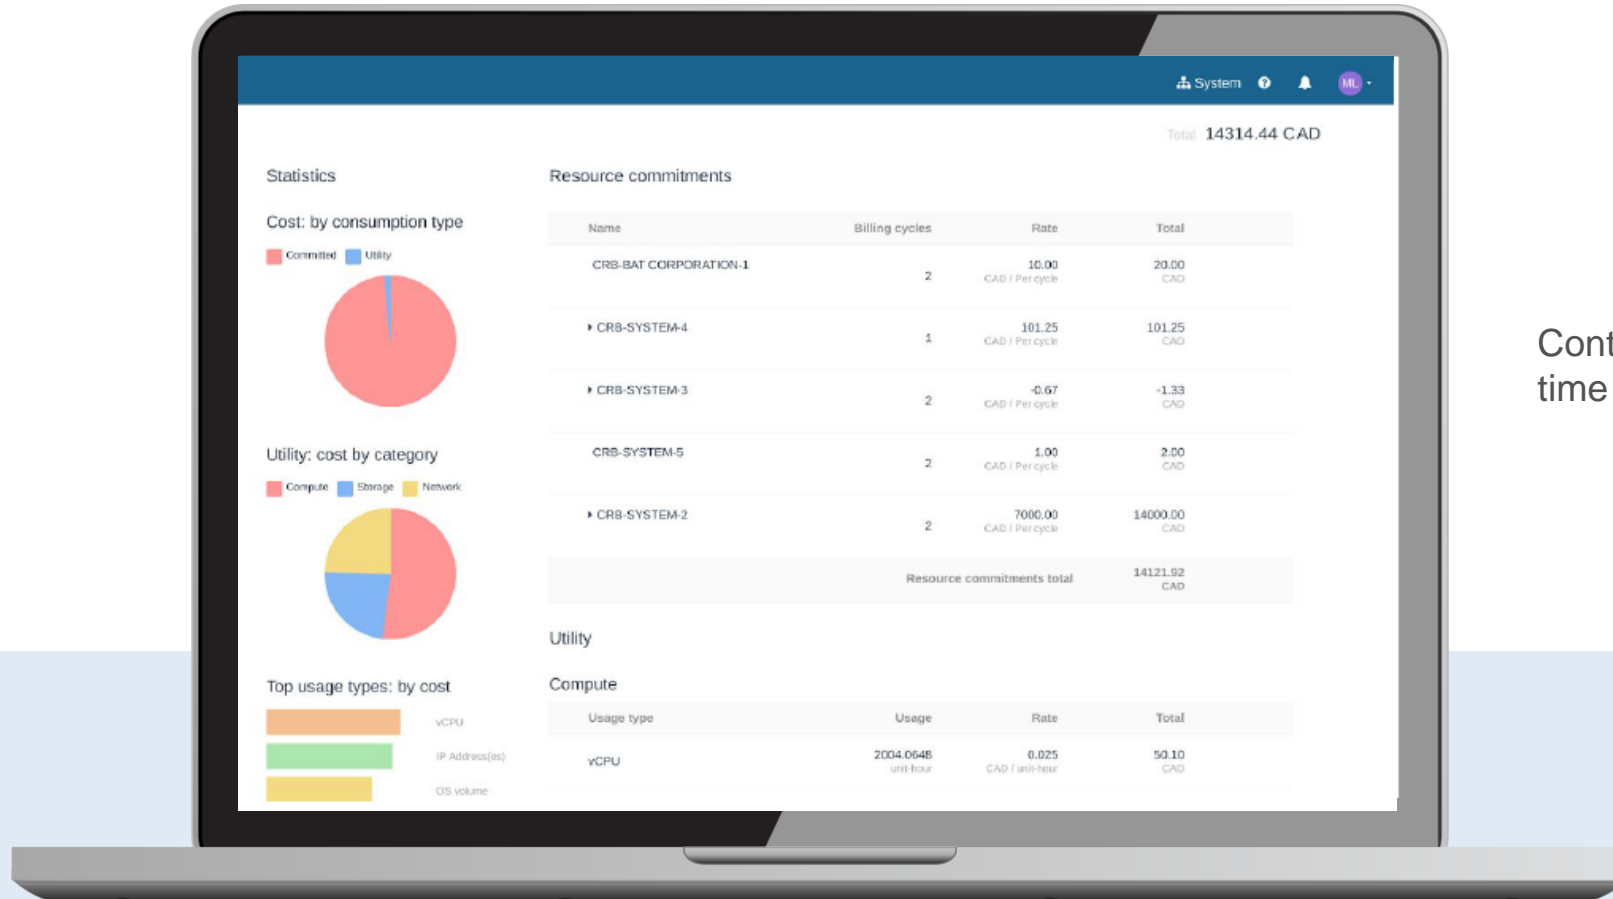 System
ML
Total 14314.44 CAD
Statistics
Cost: by consumption type
Committed Utility
Utility: cost by category
Compute Storage Network
Top usage types: by cost
vCPU
IP Address(es)
OS volume
Resource commitments
Name Billing cycles Rate Total
CRB-BAT CORPORATION-1 2 10.00 20.00
CAD / Per cycle CAD
CRB-SYSTEM-4 1 101.25 101.25
CAD / Per cycle CAD
CRB-SYSTEM-3 2 -0.67 -1.33
CAD / Per cycle CAD
CRB-SYSTEM-5 2 1.00 2.00
CAD / Per cycle CAD
CRB-SYSTEM-2 2 7000.00 14000.00
CAD / Per cycle CAD
Resource commitments total 14121.92
CAD
Utility
Compute
Usage type Usage Rate Total
vCPU 2004.0648 0.025 50.10
unit-hour CAD / unit-hour CAD
Cont
time